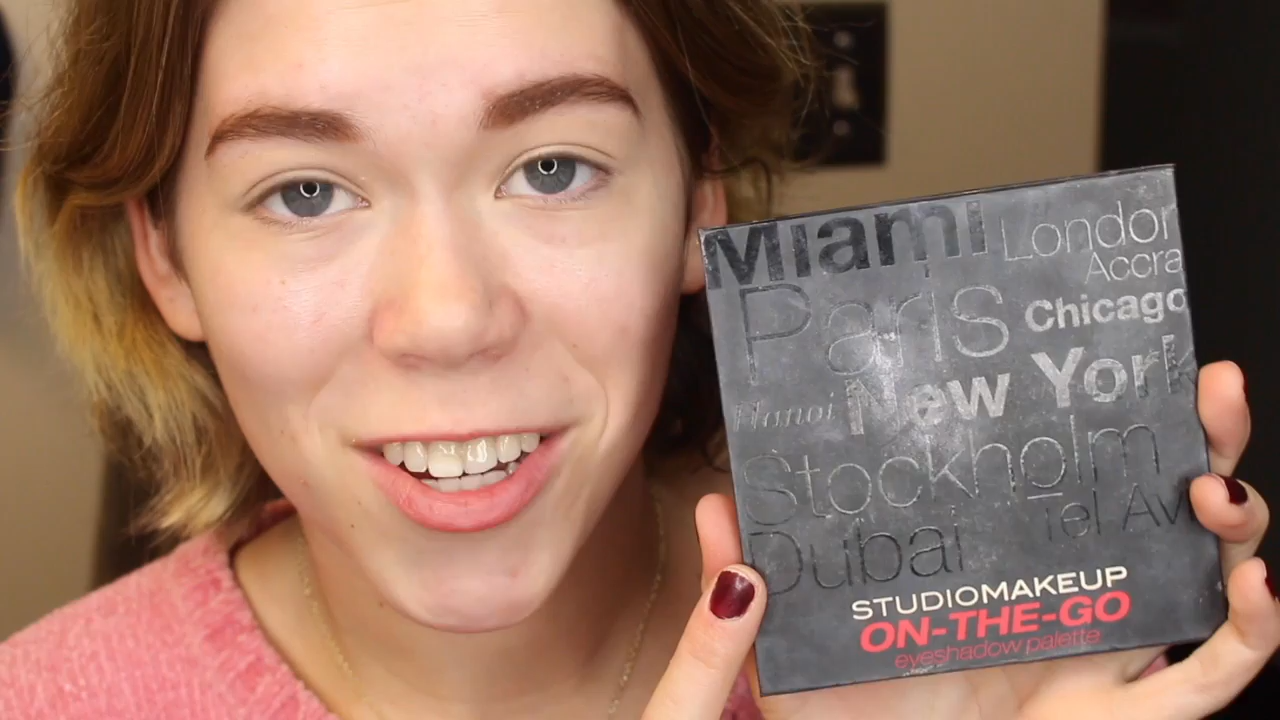 Miami London
Accra
Paris Chicago
Hanoi New York
Stockholm
Tel Av
Dubai
STUDIOMAKEUP
ON-THE-GO
eyeshadow palette